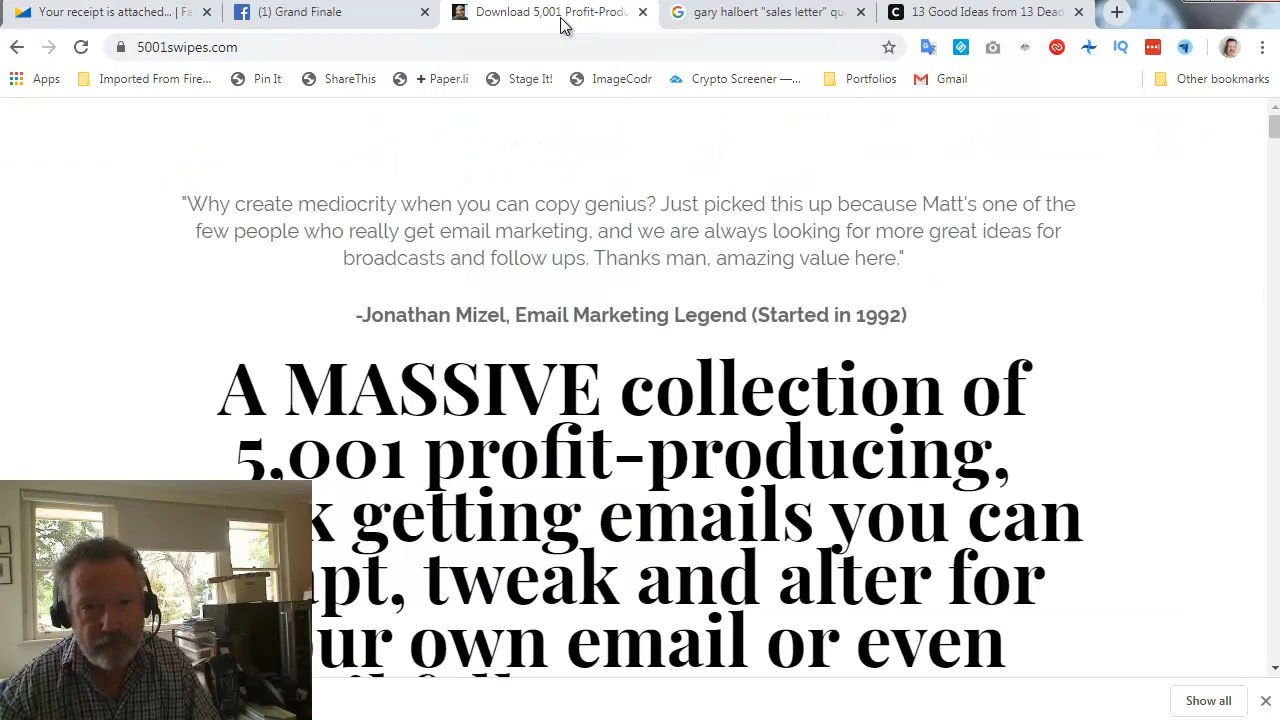 Your receipt is attached... | Fa
(1) Grand Finale
Download 5,001 Profit-Produ
gary halbert "sales letter" qu
13 Good Ideas from 13 Dead
5001swipes.com
Apps
Imported From Fire...
Pin It
ShareThis
+ Paper.li
Stage It!
ImageCodr
Crypto Screener —...
Portfolios
Gmail
Other bookmarks
"Why create mediocrity when you can copy genius? Just picked this up because Matt's one of the
few people who really get email marketing, and we are always looking for more great ideas for
broadcasts and follow ups. Thanks man, amazing value here."
-Jonathan Mizel, Email Marketing Legend (Started in 1992)
A MASSIVE collection of
5,001 profit-producing,
k getting emails you can
apt, tweak and alter for
ur own email or even
Show all